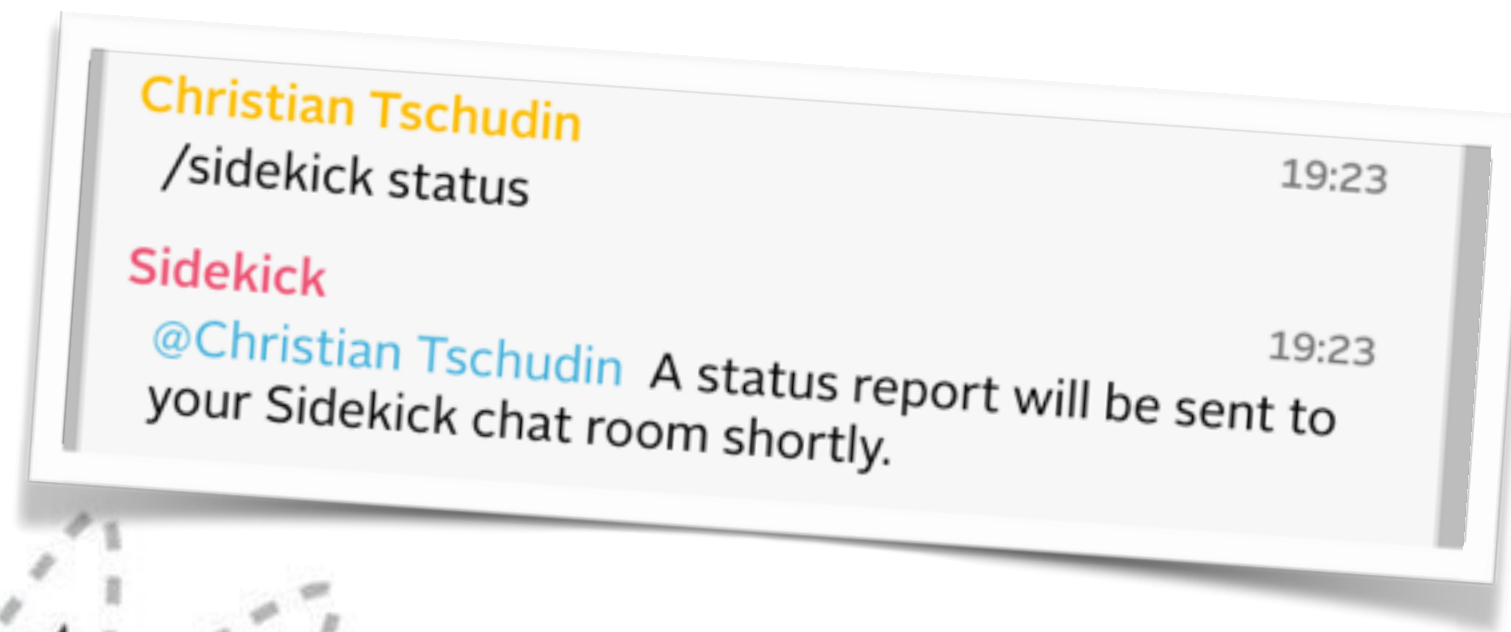 Christian Tschudin
/sidekick status
19:23
Sidekick
19:23
@Christian Tschudin A status report will be sent to
your Sidekick chat room shortly.